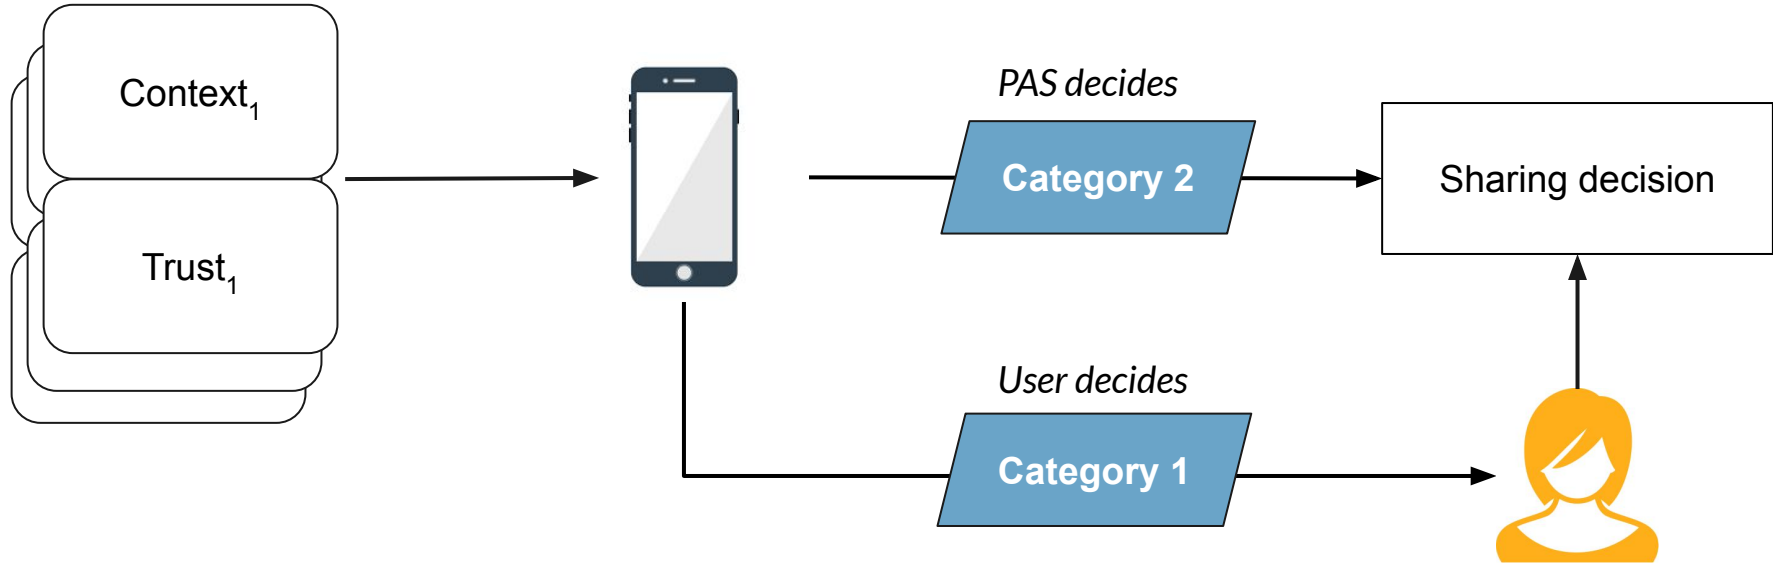 Context₁
Trust₁
PAS decides
Category 2
Sharing decision
User decides
Category 1